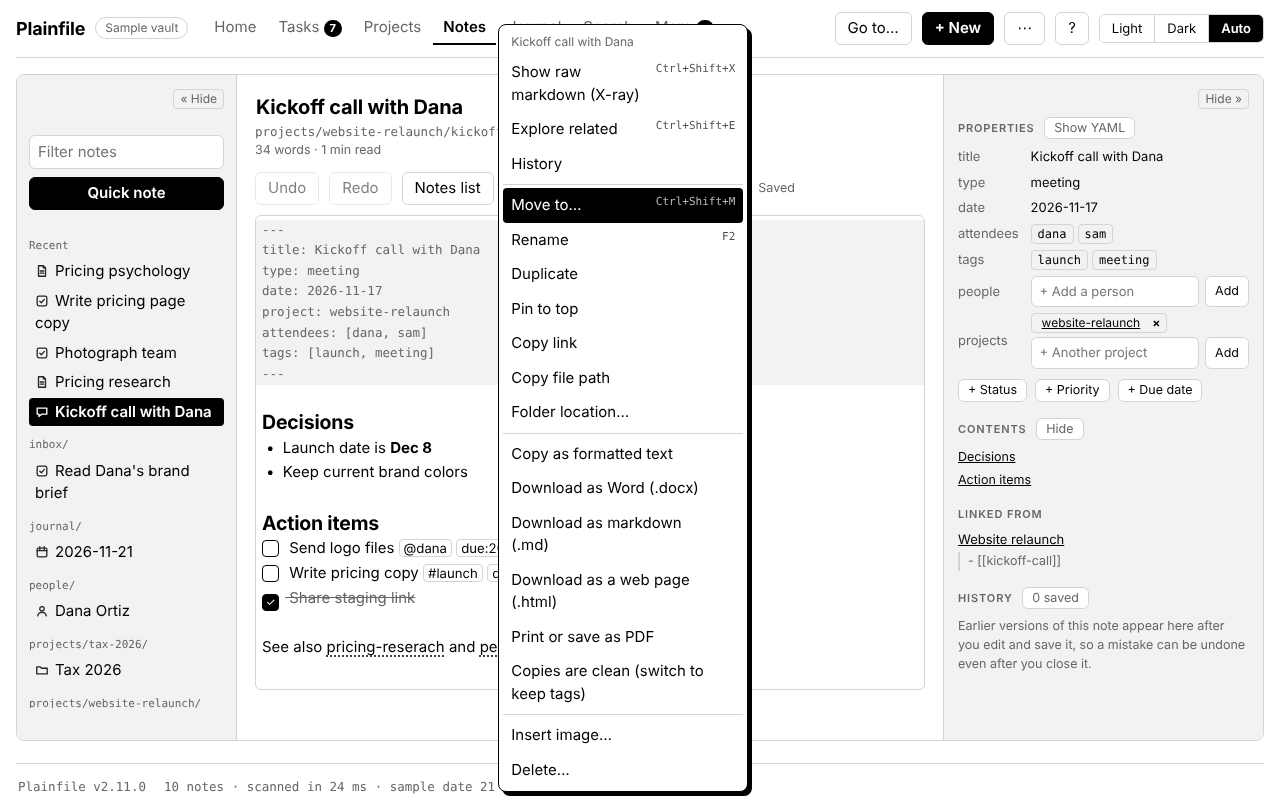 Plainfile Sample vault Home Tasks 7 Projects Notes Go to... + New ... ? Light Dark Auto
« Hide
Filter notes
Quick note
Recent
Pricing psychology
Write pricing page
copy
Photograph team
Pricing research
Kickoff call with Dana
inbox/
Read Dana's brand
brief
journal/
2026-11-21
people/
Dana Ortiz
projects/tax-2026/
Tax 2026
projects/website-relaunch/
Kickoff call with Dana
projects/website-relaunch/kickof
34 words · 1 min read
Undo Redo Notes list Saved
---
title: Kickoff call with Dana
type: meeting
date: 2026-11-17
project: website-relaunch
attendees: [dana, sam]
tags: [launch, meeting]
---
Decisions
• Launch date is Dec 8
• Keep current brand colors
Action items
Send logo files @dana due:2
Write pricing copy #launch
Share staging link
See also pricing-reserach and pe
Kickoff call with Dana
Show raw Ctrl+Shift+X
markdown (X-ray)
Explore related Ctrl+Shift+E
History
Move to... Ctrl+Shift+M
Rename F2
Duplicate
Pin to top
Copy link
Copy file path
Folder location...
Copy as formatted text
Download as Word (.docx)
Download as markdown
(.md)
Download as a web page
(.html)
Print or save as PDF
Copies are clean (switch to
keep tags)
Insert image...
Delete...
Hide »
PROPERTIES Show YAML
title Kickoff call with Dana
type meeting
date 2026-11-17
attendees dana sam
tags launch meeting
people + Add a person Add
website-relaunch ×
projects + Another project Add
+ Status + Priority + Due date
CONTENTS Hide
Decisions
Action items
LINKED FROM
Website relaunch
- [[kickoff-call]]
HISTORY 0 saved
Earlier versions of this note appear here after
you edit and save it, so a mistake can be undone
even after you close it.
Plainfile v2.11.0 10 notes · scanned in 24 ms · sample date 21